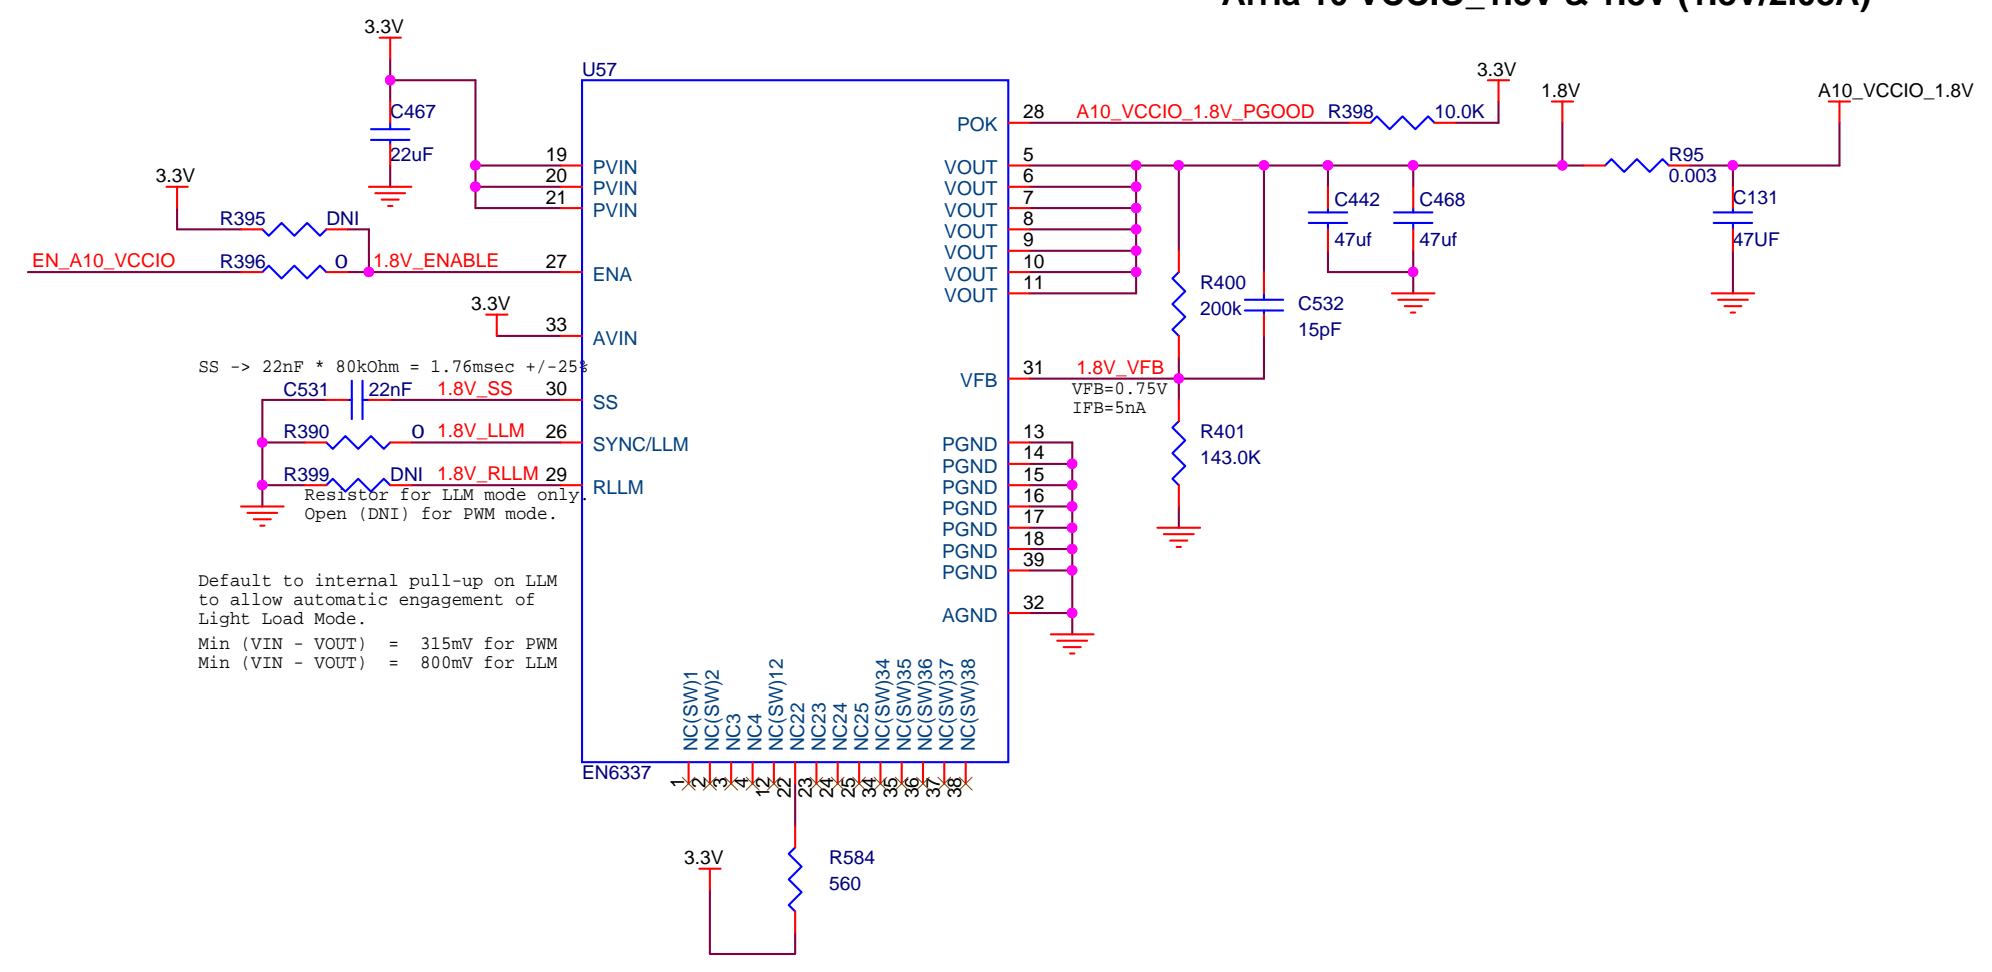 3.3V
U57
3.3V
1.8V
A10_VCCIO_1.8V
C467
22uF
POK
28
A10_VCCIO_1.8V_PGOOD
R398
10.0K
19
PVIN
20
PVIN
21
PVIN
VOUT
5
VOUT
6
VOUT
7
VOUT
8
VOUT
9
VOUT
10
VOUT
11
R95
0.003
C442
47uf
C468
47uf
C131
47UF
3.3V
R395
DNI
EN_A10_VCCIO
R396
0
1.8V_ENABLE
27
ENA
R400
200k
C532
15pF
3.3V
33
AVIN
SS -> 22nF * 80kOhm = 1.76msec +/-25%
C531
22nF
1.8V_SS
30
SS
VFB
31
1.8V_VFB
VFB=0.75V
IFB=5nA
R390
0
1.8V_LLM
26
SYNC/LLM
R399
DNI
1.8V_RLLM
29
RLLM
Resistor for LLM mode only.
Open (DNI) for PWM mode.
R401
143.0K
PGND
13
PGND
14
PGND
15
PGND
16
PGND
17
PGND
18
PGND
39
AGND
32
Default to internal pull-up on LLM
to allow automatic engagement of
Light Load Mode.
Min (VIN - VOUT) = 315mV for PWM
Min (VIN - VOUT) = 800mV for LLM
NC(SW)1
NC(SW)2
NC3
NC4
NC(SW)12
NC22
NC23
NC24
NC25
NC(SW)34
NC(SW)35
NC(SW)36
NC(SW)37
NC(SW)38
EN6337
1
2
3
4
12
22
23
24
25
34
35
36
37
38
3.3V
R584
560